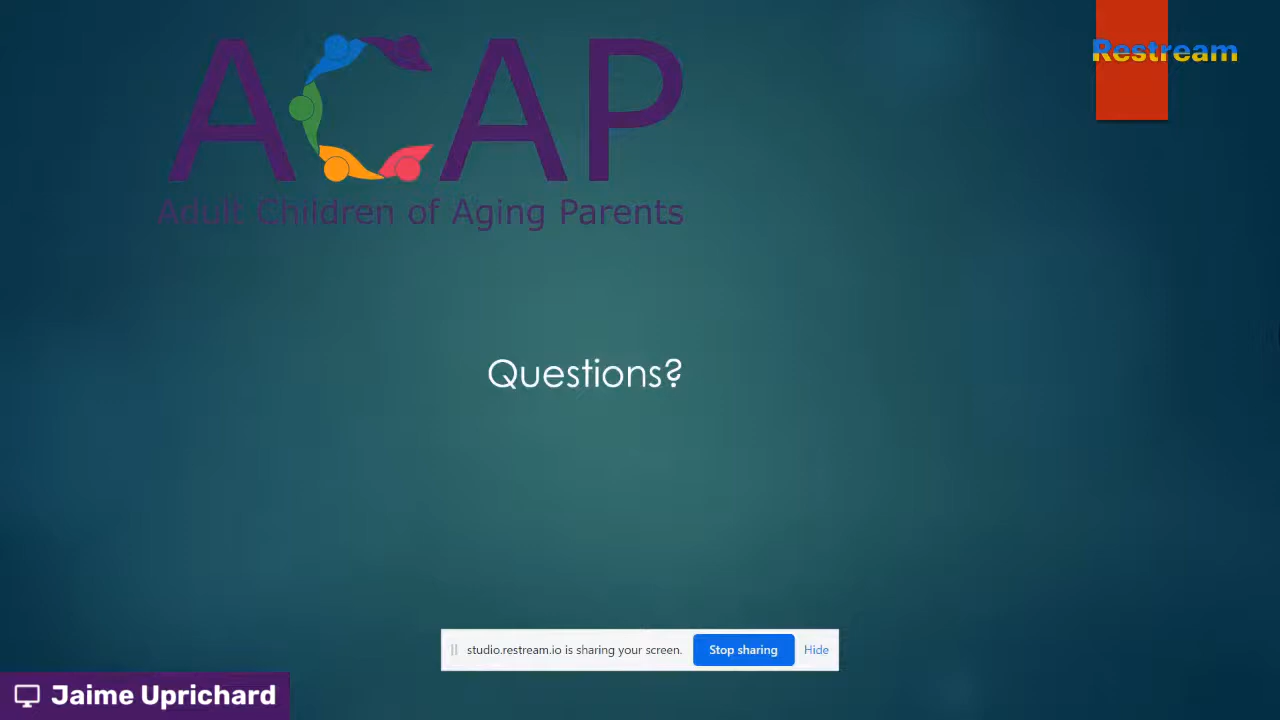 ACAP
Restream
Adult Children of Aging Parents
Questions?
studio.restream.io is sharing your screen.
Stop sharing
Hide
Jaime Uprichard